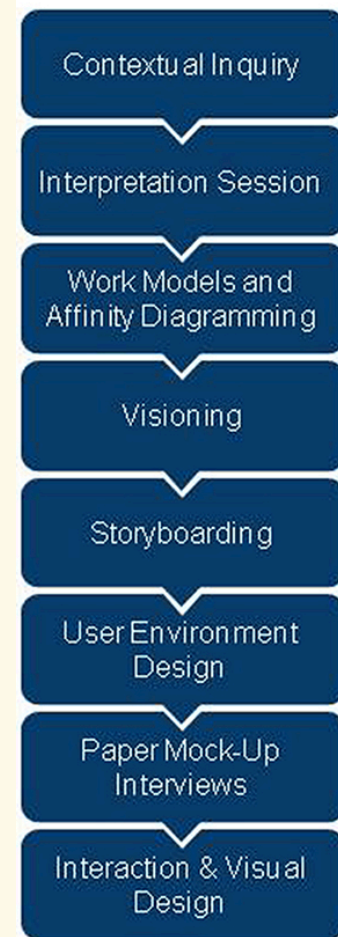 Contextual Inquiry
Interpretation Session
Work Models and
Affinity Diagramming
Visioning
Storyboarding
User Environment
Design
Paper Mock-Up
Interviews
Interaction & Visual
Design